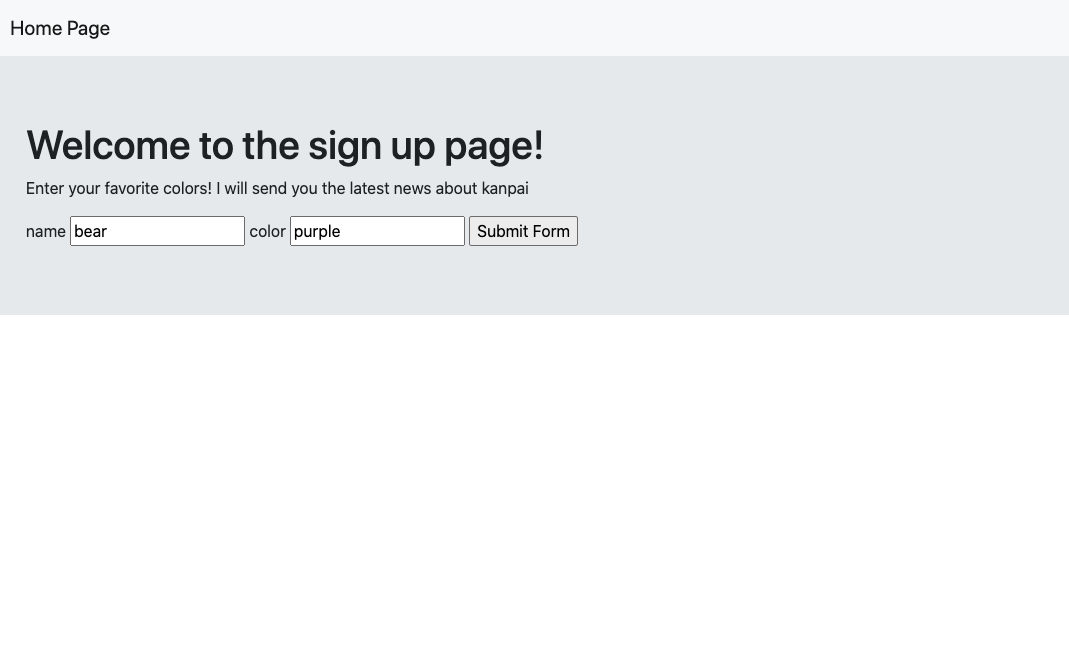 Home Page
Welcome to the sign up page!
Enter your favorite colors! I will send you the latest news about kanpai
name bear color purple Submit Form